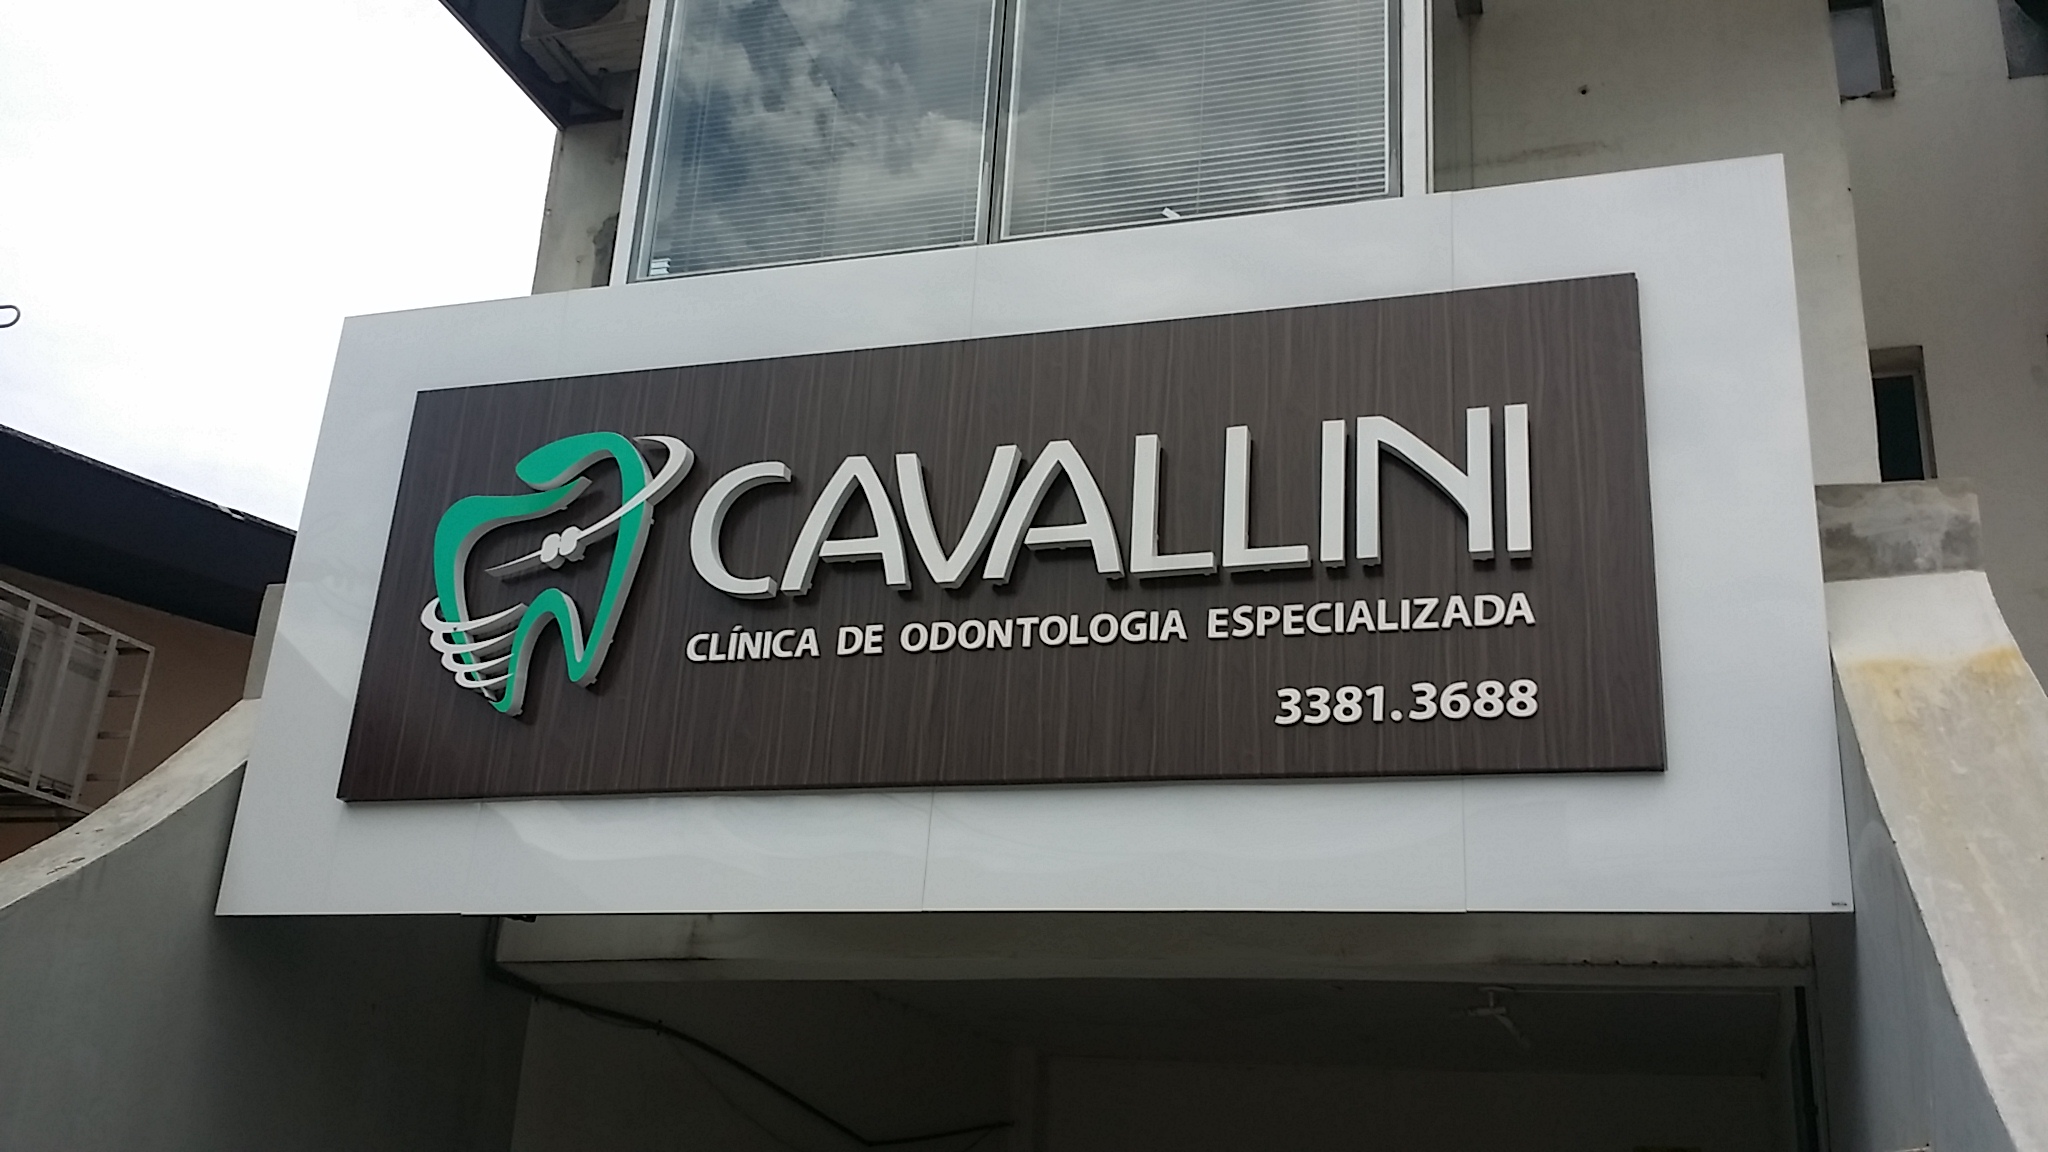 CAVALLINI
CLÍNICA DE ODONTOLOGIA ESPECIALIZADA
3381.3688